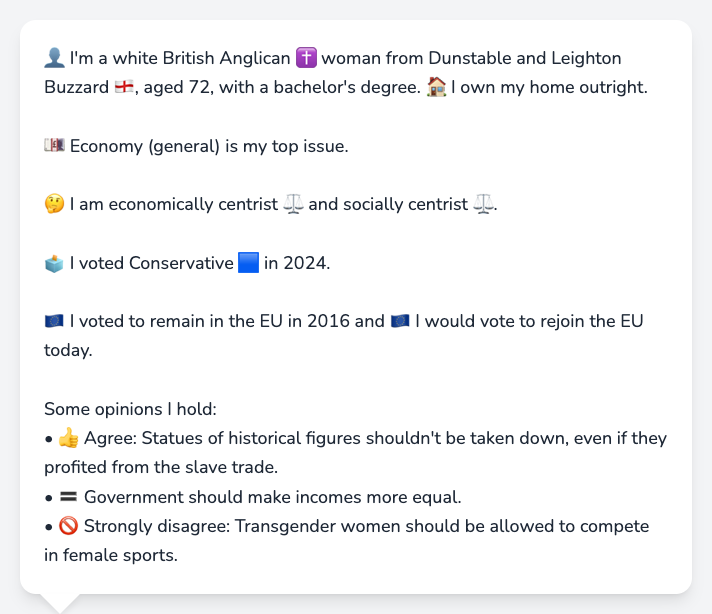 👤 I'm a white British Anglican ✝️ woman from Dunstable and Leighton
Buzzard 🏴󠁧󠁢󠁥󠁮󠁧󠁿, aged 72, with a bachelor's degree. 🏠 I own my home outright.
💷 Economy (general) is my top issue.
🤔 I am economically centrist ⚖️ and socially centrist ⚖️.
🗳️ I voted Conservative 🟦 in 2024.
🇪🇺 I voted to remain in the EU in 2016 and 🇪🇺 I would vote to rejoin the EU
today.
Some opinions I hold:
• 👍 Agree: Statues of historical figures shouldn't be taken down, even if they
profited from the slave trade.
• 🟰 Government should make incomes more equal.
• 🚫 Strongly disagree: Transgender women should be allowed to compete
in female sports.